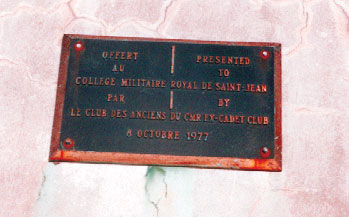 OFFERT PRESENTED
AU TO
COLLEGE MILITAIRE ROYAL DE SAINT-JEAN
PAR BY
LE CLUB DES ANCIENS DU CMR EX-CADET CLUB
8 OCTOBRE 1977